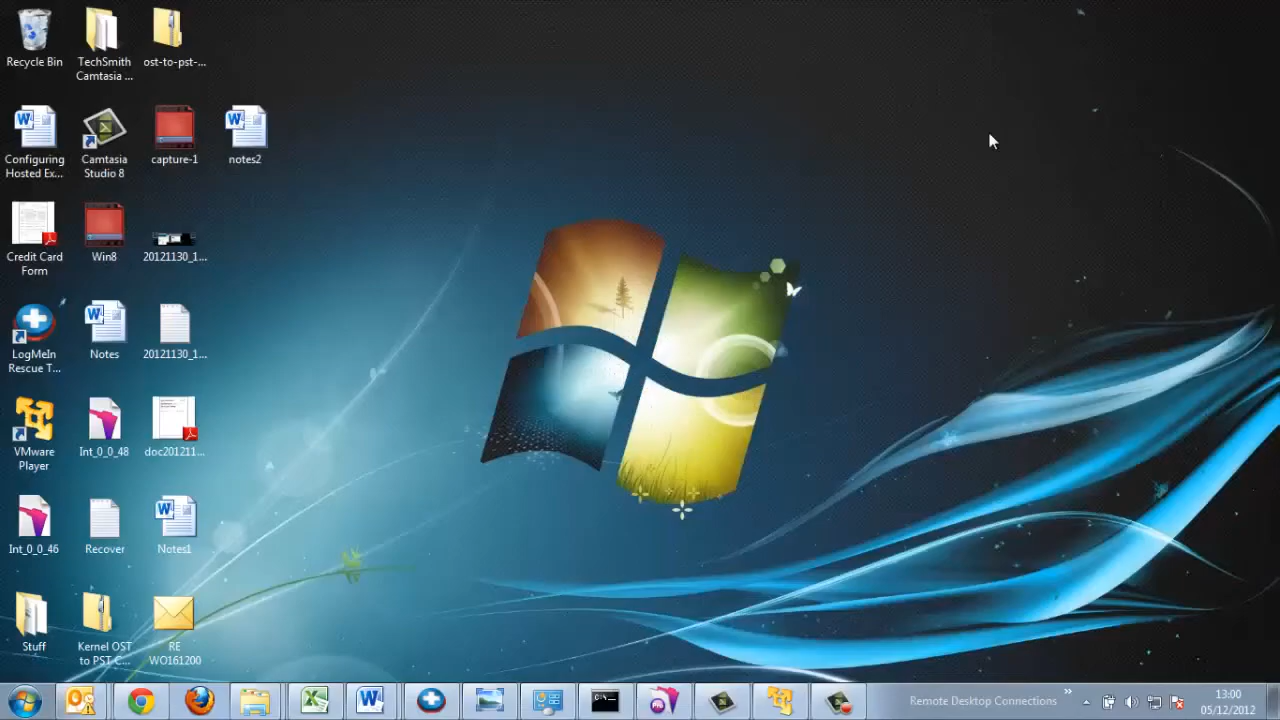 Recycle Bin
TechSmith
Camtasia ...
ost-to-pst-...
Configuring
Hosted Ex...
Camtasia
Studio 8
capture-1
notes2
Credit Card
Form
Win8
20121130_1...
LogMeIn
Rescue T...
Notes
20121130_1...
VMware
Player
Int_0_0_48
doc201211...
Int_0_0_46
Recover
Notes1
Stuff
Kernel OST
to PST C...
RE
WO161200
Remote Desktop Connections
13:00
05/12/2012